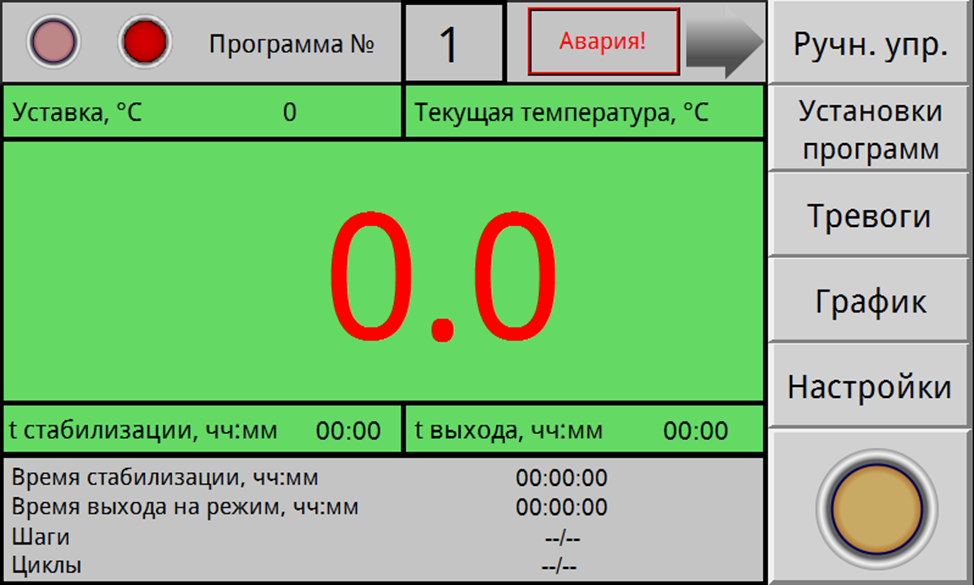 Программа №
1
Авария!
Ручн. упр.
Уставка, °C
0
Текущая температура, °C
Установки
программ
0.0
Тревоги
График
Настройки
t стабилизации, чч:мм
00:00
t выхода, чч:мм
00:00
Время стабилизации, чч:мм
00:00:00
Время выхода на режим, чч:мм
00:00:00
Шаги
--/--
Циклы
--/--